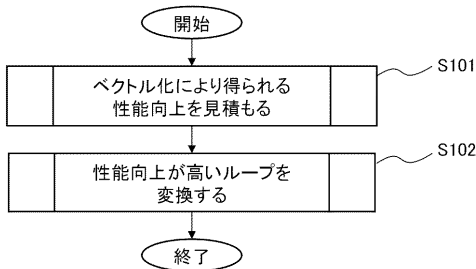 開始
ベクトル化により得られる
性能向上を見積もる
S101
性能向上が高いループを
変換する
S102
終了